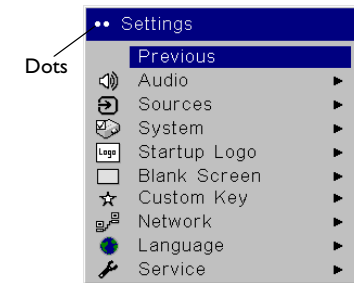 •• Settings
Dots
Previous
Audio
Sources
System
Logo Startup Logo
Blank Screen
Custom Key
Network
Language
Service